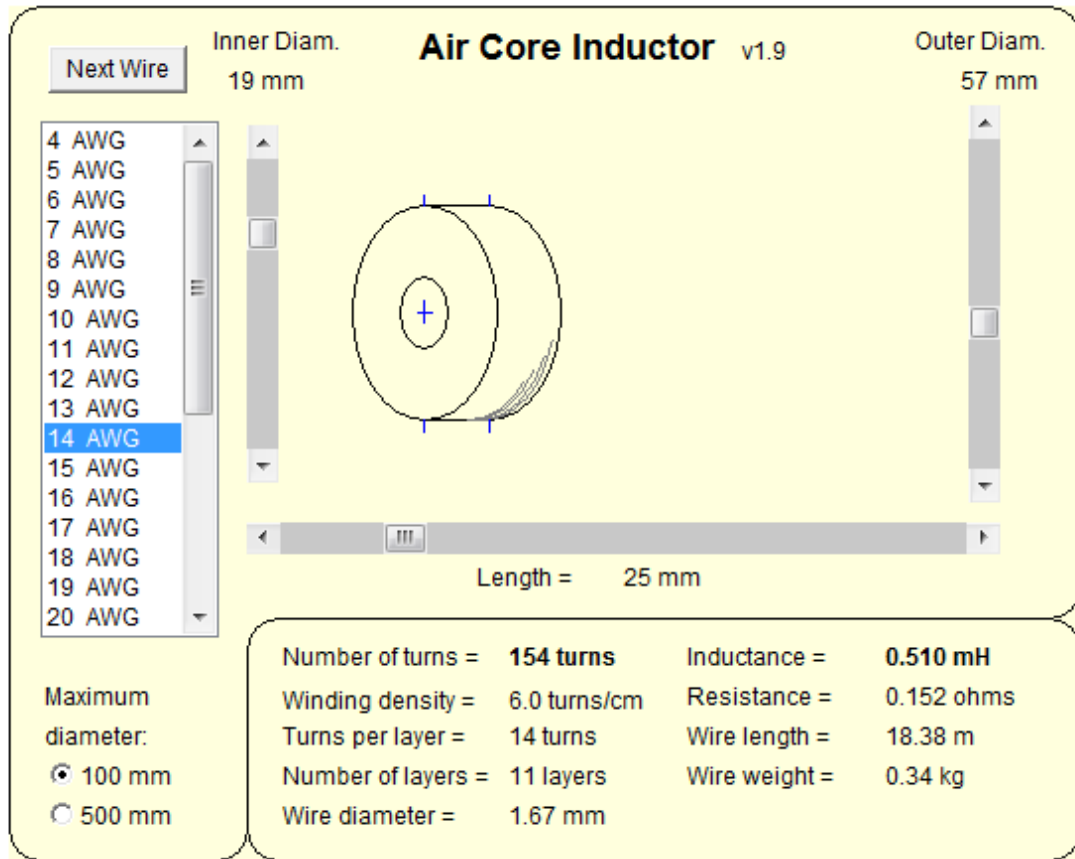 Next Wire
Inner Diam.
19 mm
Air Core Inductor v1.9
Outer Diam.
57 mm
4 AWG
5 AWG
6 AWG
7 AWG
8 AWG
9 AWG
10 AWG
11 AWG
12 AWG
13 AWG
14 AWG
15 AWG
16 AWG
17 AWG
18 AWG
19 AWG
20 AWG
Length = 25 mm
Maximum
diameter:
100 mm
500 mm
Number of turns = 154 turns
Winding density = 6.0 turns/cm
Turns per layer = 14 turns
Number of layers = 11 layers
Wire diameter = 1.67 mm
Inductance = 0.510 mH
Resistance = 0.152 ohms
Wire length = 18.38 m
Wire weight = 0.34 kg